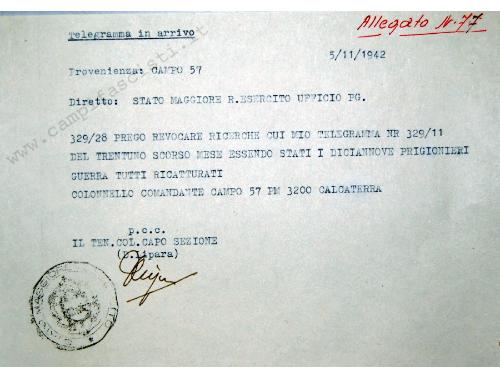 Allegato N. 77
Telegramma in arrivo
5/11/1942
Provenienza: CAMPO 57
Diretto: STATO MAGGIORE R.ESERCITO UFFICIO PG.
329/28 PREGO REVOCARE RICERCHE CUI MIO TELEGRAMMA NR 329/11
DEL TRENTUNO SCORSO MESE ESSENDO STATI I DICIANNOVE PRIGIONIERI
GUERRA TUTTI RICATTURATI
COLONNELLO COMANDANTE CAMPO 57 PM 3200 CALCATERRA
p.c.c.
IL TEN.COL.CAPO SEZIONE
www.campifascisti.it